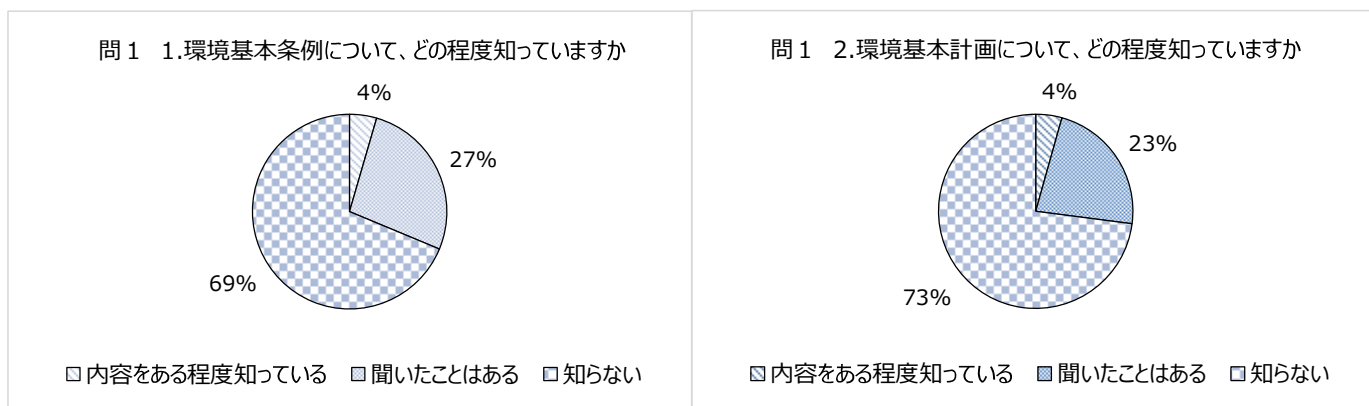 問１ 1.環境基本条例について、どの程度知っていますか
4%
27%
69%
内容をある程度知っている 聞いたことはある 知らない
問１ 2.環境基本計画について、どの程度知っていますか
4%
23%
73%
内容をある程度知っている 聞いたことはある 知らない